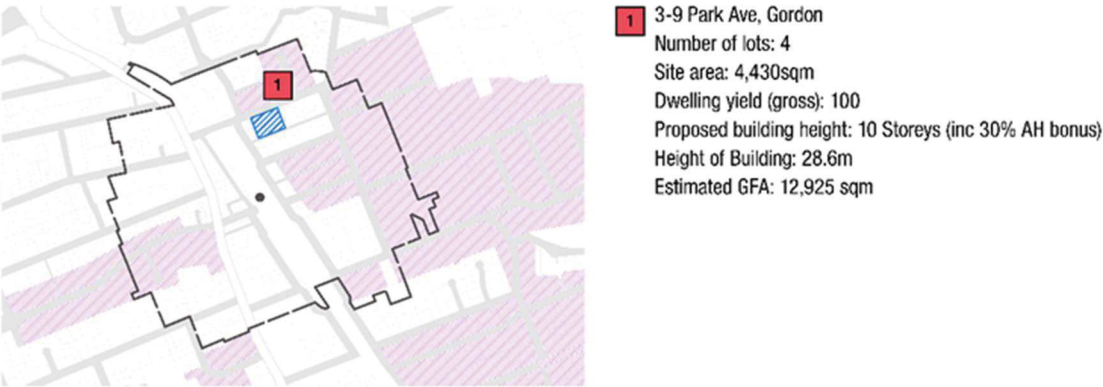 1
1
3-9 Park Ave, Gordon
Number of lots: 4
Site area: 4,430sqm
Dwelling yield (gross): 100
Proposed building height: 10 Storeys (inc 30% AH bonus)
Height of Building: 28.6m
Estimated GFA: 12,925 sqm